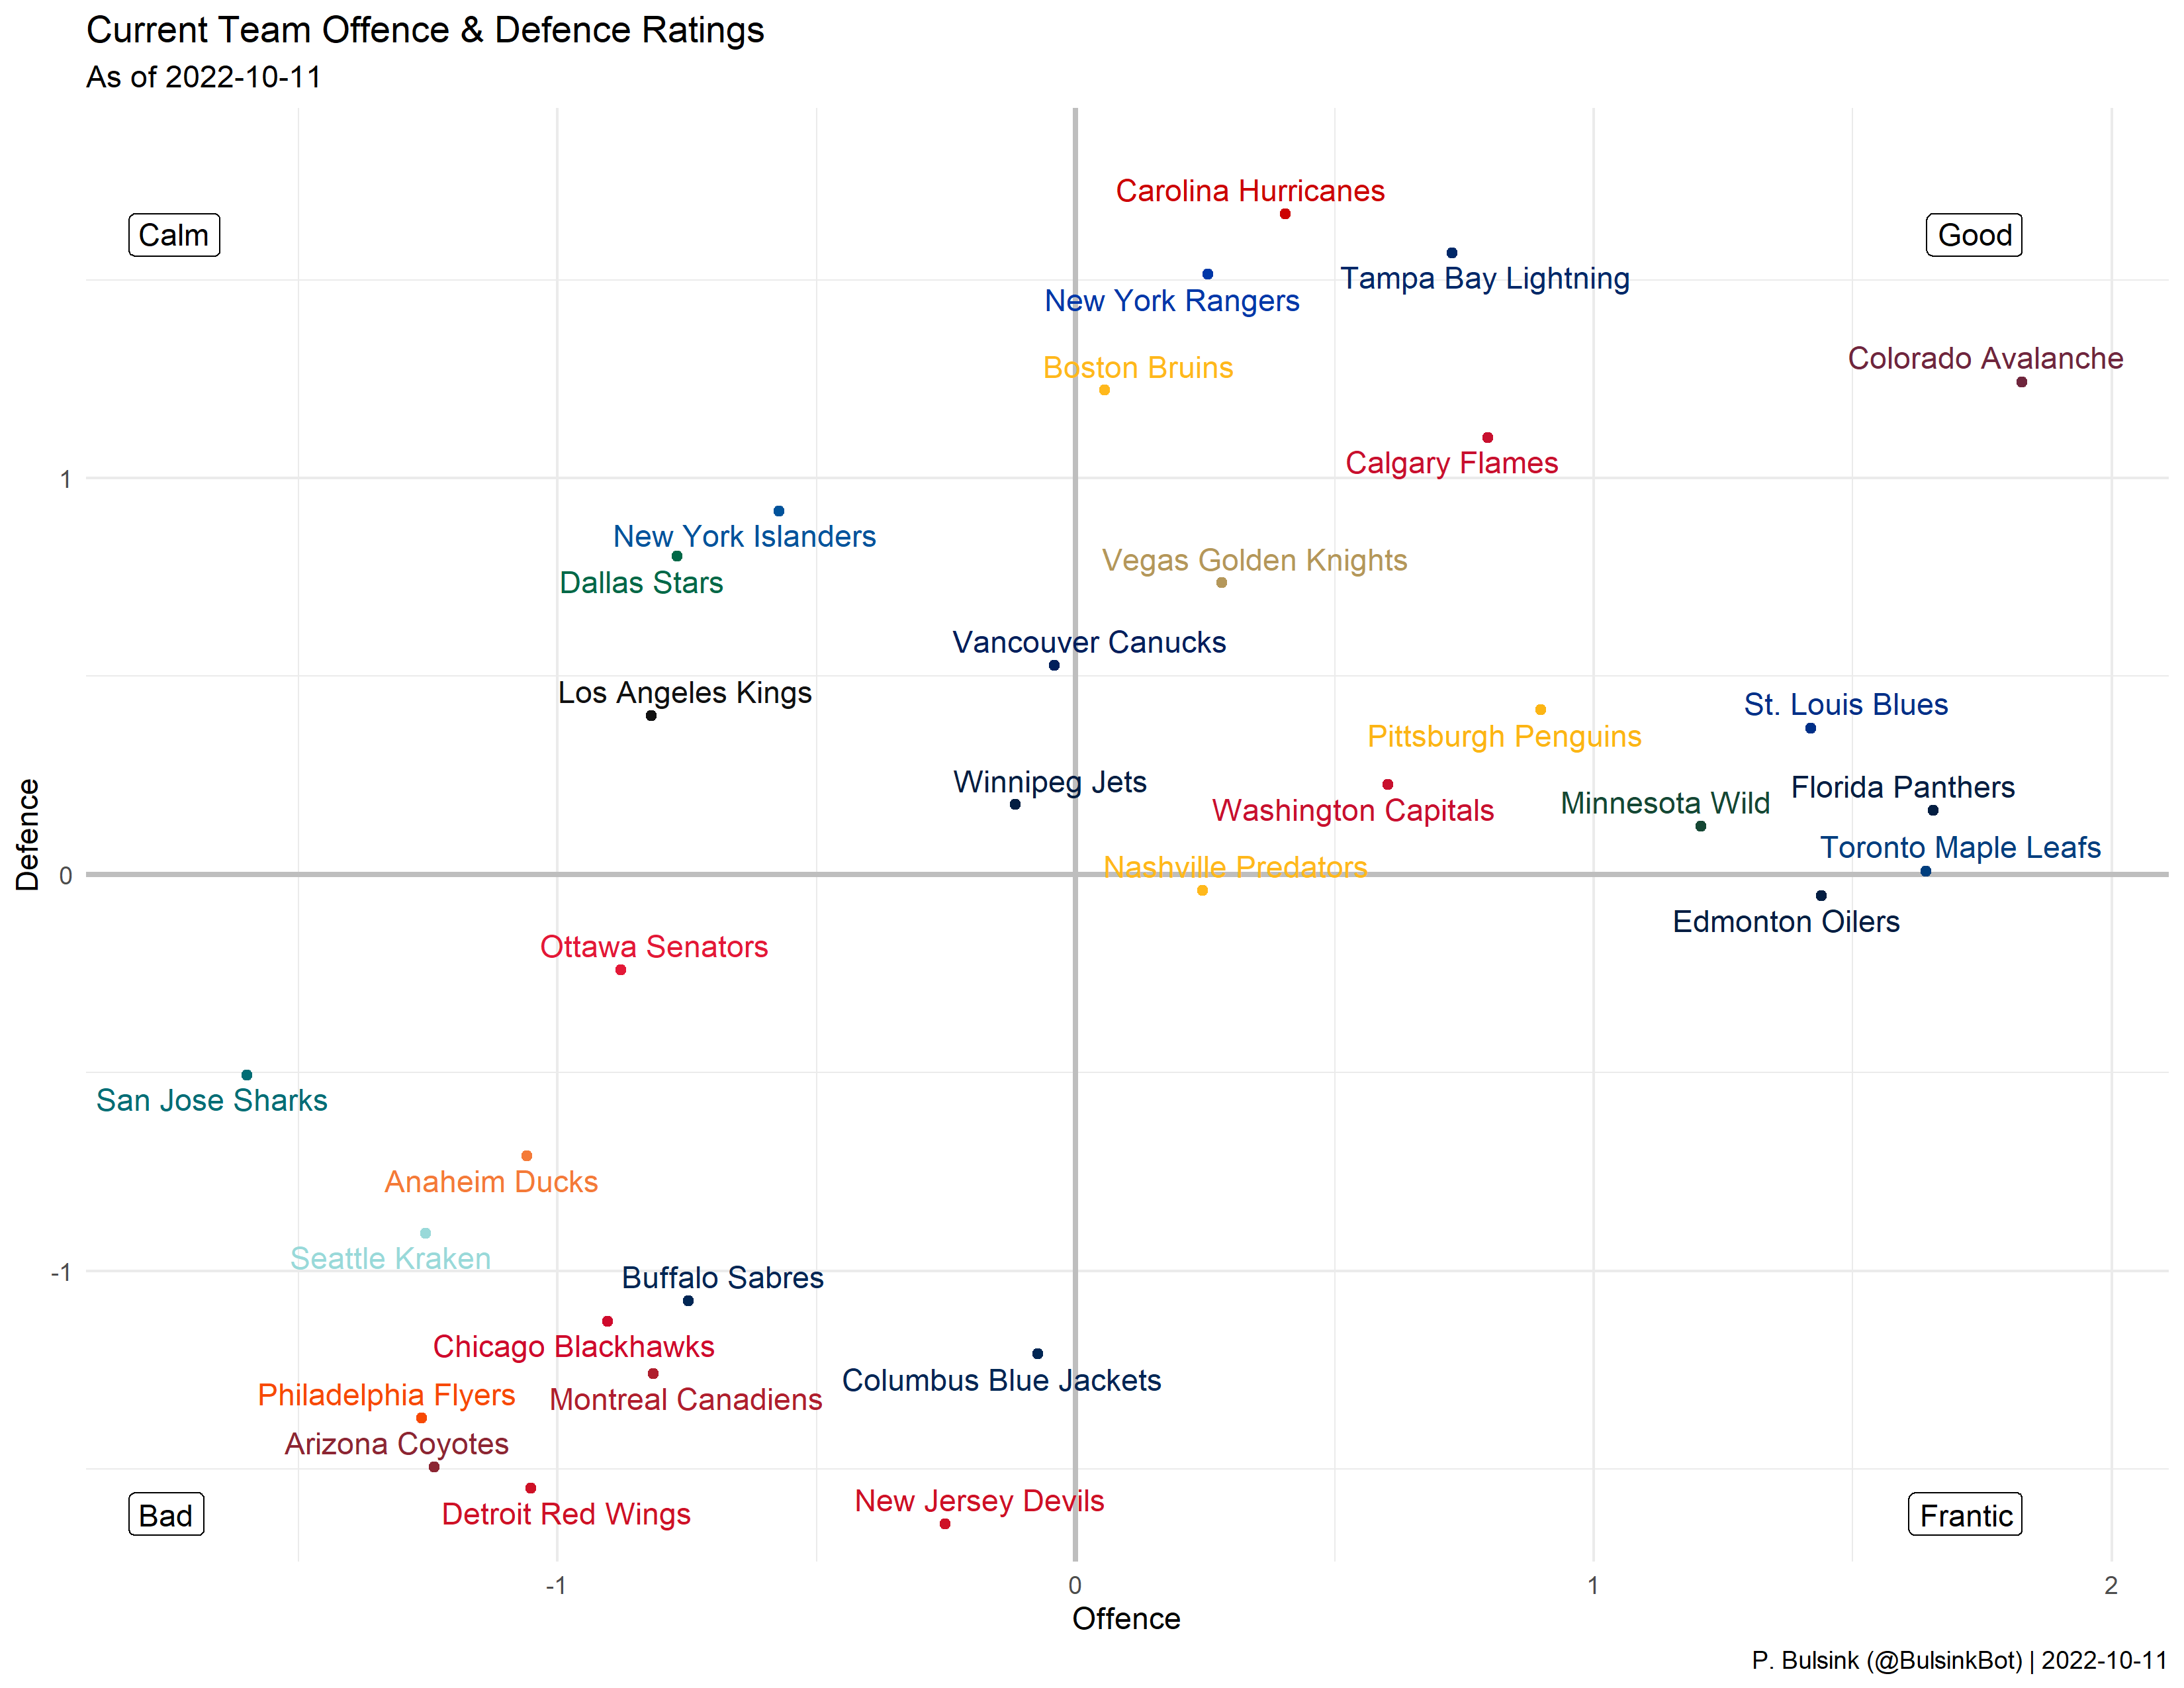 Current Team Offence & Defence Ratings
As of 2022-10-11
Carolina Hurricanes
Calm
Good
Tampa Bay Lightning
New York Rangers
Colorado Avalanche
Boston Bruins
Calgary Flames
1
New York Islanders
Vegas Golden Knights
Dallas Stars
Vancouver Canucks
Los Angeles Kings
St. Louis Blues
Pittsburgh Penguins
Winnipeg Jets
Florida Panthers
Minnesota Wild
Washington Capitals
Defence
Toronto Maple Leafs
Nashville Predators
0
Edmonton Oilers
Ottawa Senators
San Jose Sharks
Anaheim Ducks
Seattle Kraken
-1
Buffalo Sabres
Chicago Blackhawks
Columbus Blue Jackets
Philadelphia Flyers
Montreal Canadiens
Arizona Coyotes
New Jersey Devils
Detroit Red Wings
Bad
Frantic
-1
0
1
2
Offence
P. Bulsink (@BulsinkBot) | 2022-10-11